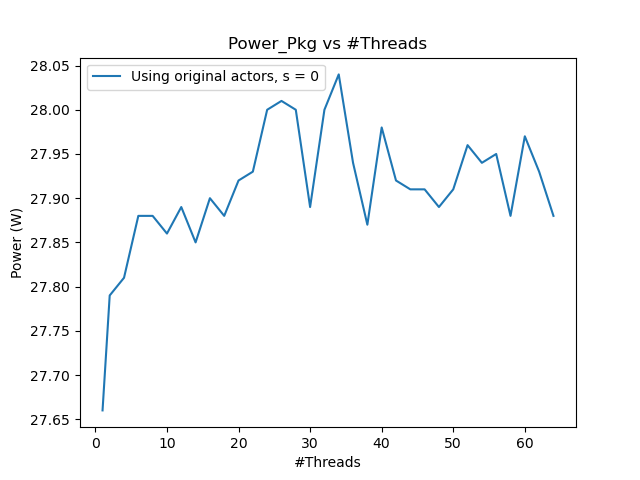 Power_Pkg vs #Threads
Using original actors, s = 0
28.05
28.00
27.95
27.90
27.85
27.80
27.75
27.70
27.65
Power (W)
0 10 20 30 40 50 60
#Threads